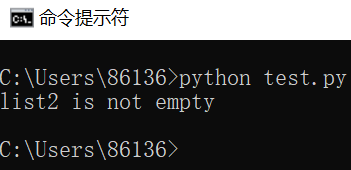 命令提示符
C:\Users\86136>python test.py
list2 is not empty
C:\Users\86136>